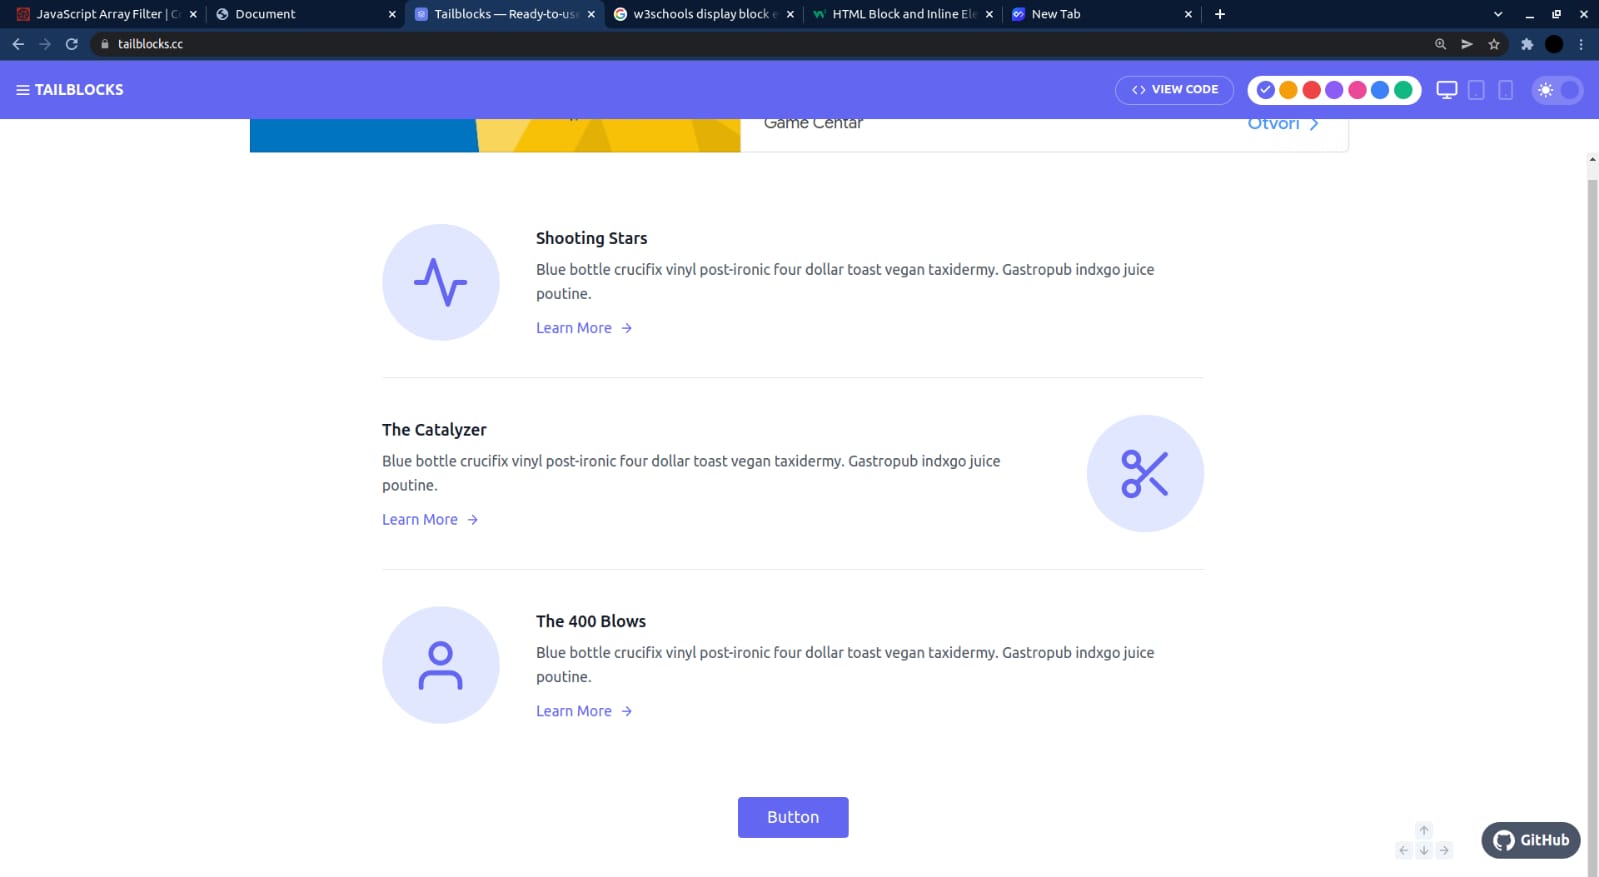 JavaScript Array Filter | C
Document
Tailblocks — Ready-to-us
w3schools display block
HTML Block and Inline Ele
New Tab
tailblocks.cc
TAILBLOCKS
VIEW CODE
Game Centar
Otvori
Shooting Stars
Blue bottle crucifix vinyl post-ironic four dollar toast vegan taxidermy. Gastropub indxgo juice
poutine.
Learn More →
The Catalyzer
Blue bottle crucifix vinyl post-ironic four dollar toast vegan taxidermy. Gastropub indxgo juice
poutine.
Learn More →
The 400 Blows
Blue bottle crucifix vinyl post-ironic four dollar toast vegan taxidermy. Gastropub indxgo juice
poutine.
Learn More →
Button
GitHub